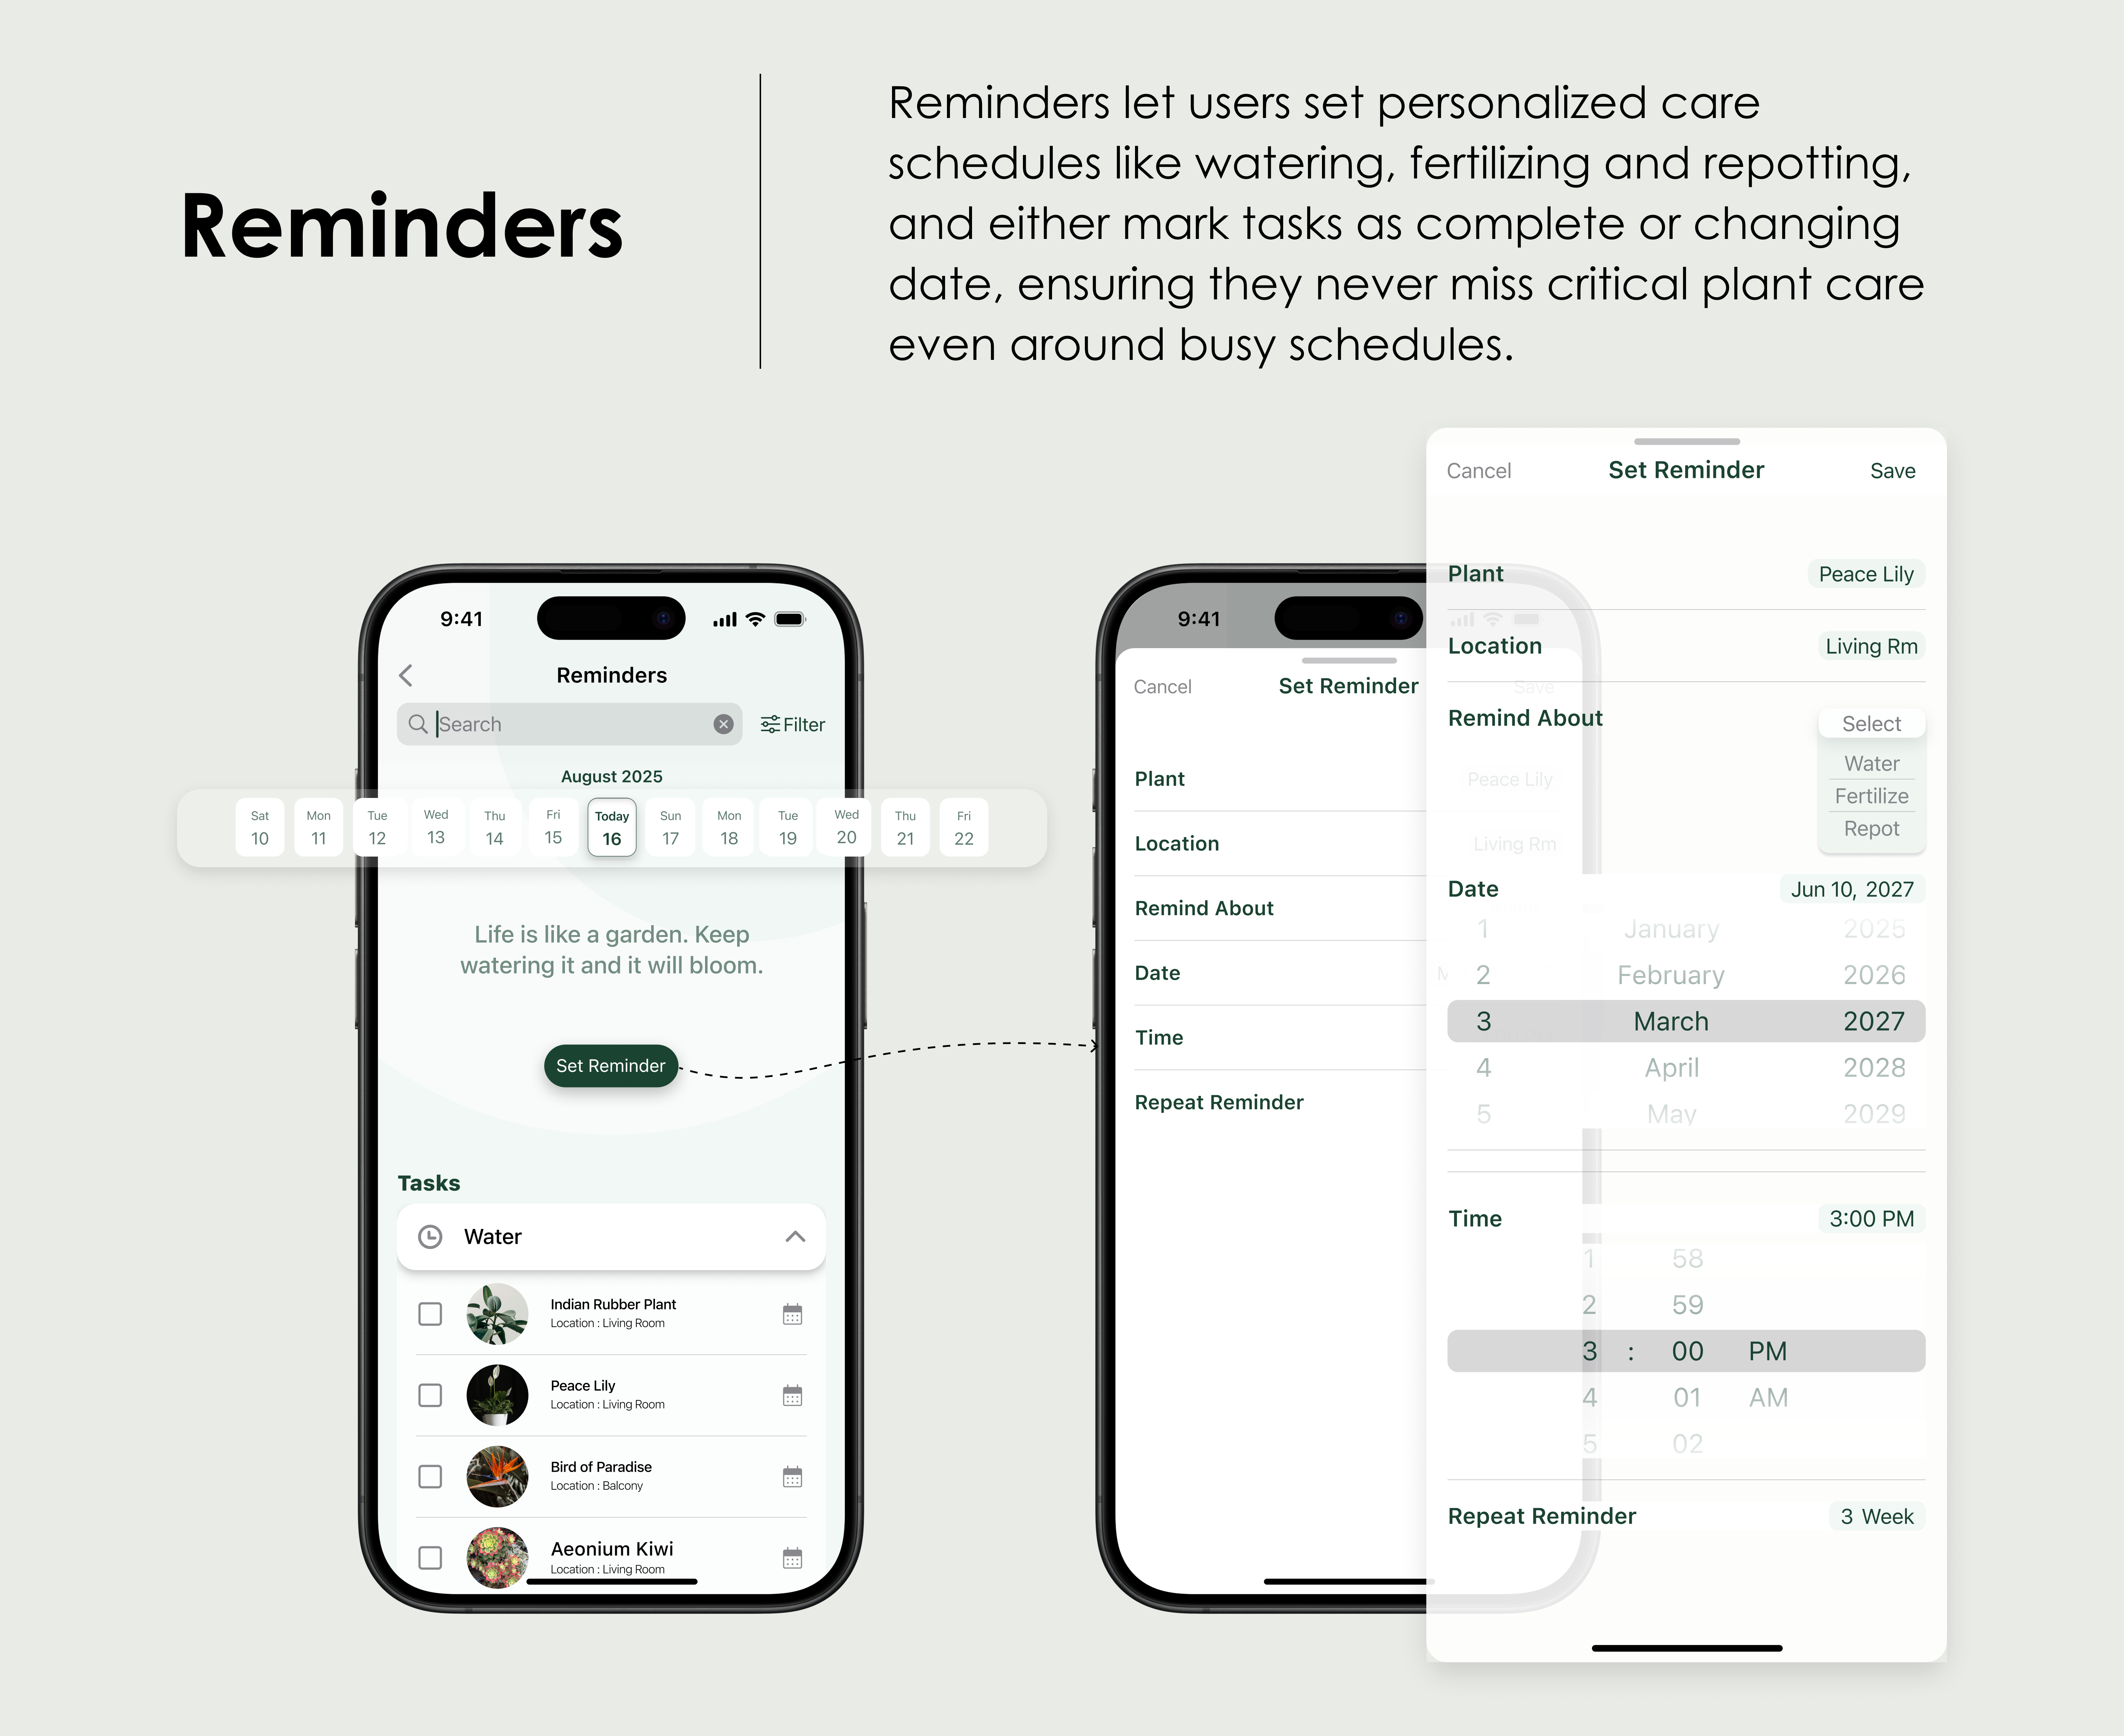 Reminders
Reminders let users set personalized care
schedules like watering, fertilizing and repotting,
and either mark tasks as complete or changing
date, ensuring they never miss critical plant care
even around busy schedules.
9:41
Reminders
Search
Filter
August 2025
Sat Mon Tue Wed Thu Fri Today Sun Mon Tue Wed Thu Fri
10 11 12 13 14 15 16 17 18 19 20 21 22
Life is like a garden. Keep
watering it and it will bloom.
Set Reminder
Tasks
Water
Indian Rubber Plant
Location : Living Room
Peace Lily
Location : Living Room
Bird of Paradise
Location : Balcony
Aeonium Kiwi
Location : Living Room
9:41
Cancel Set Reminder Save
Plant Peace Lily
Location Living Rm
Remind About
Date
Time
Repeat Reminder
Cancel Set Reminder Save
Plant Peace Lily
Location Living Rm
Remind About Select
Water
Fertilize
Repot
Date Jun 10, 2027
1 January 2025
2 February 2026
3 March 2027
4 April 2028
5 May 2029
Time 3:00 PM
1 58
2 59
3 : 00 PM
4 01 AM
5 02
Repeat Reminder 3 Week